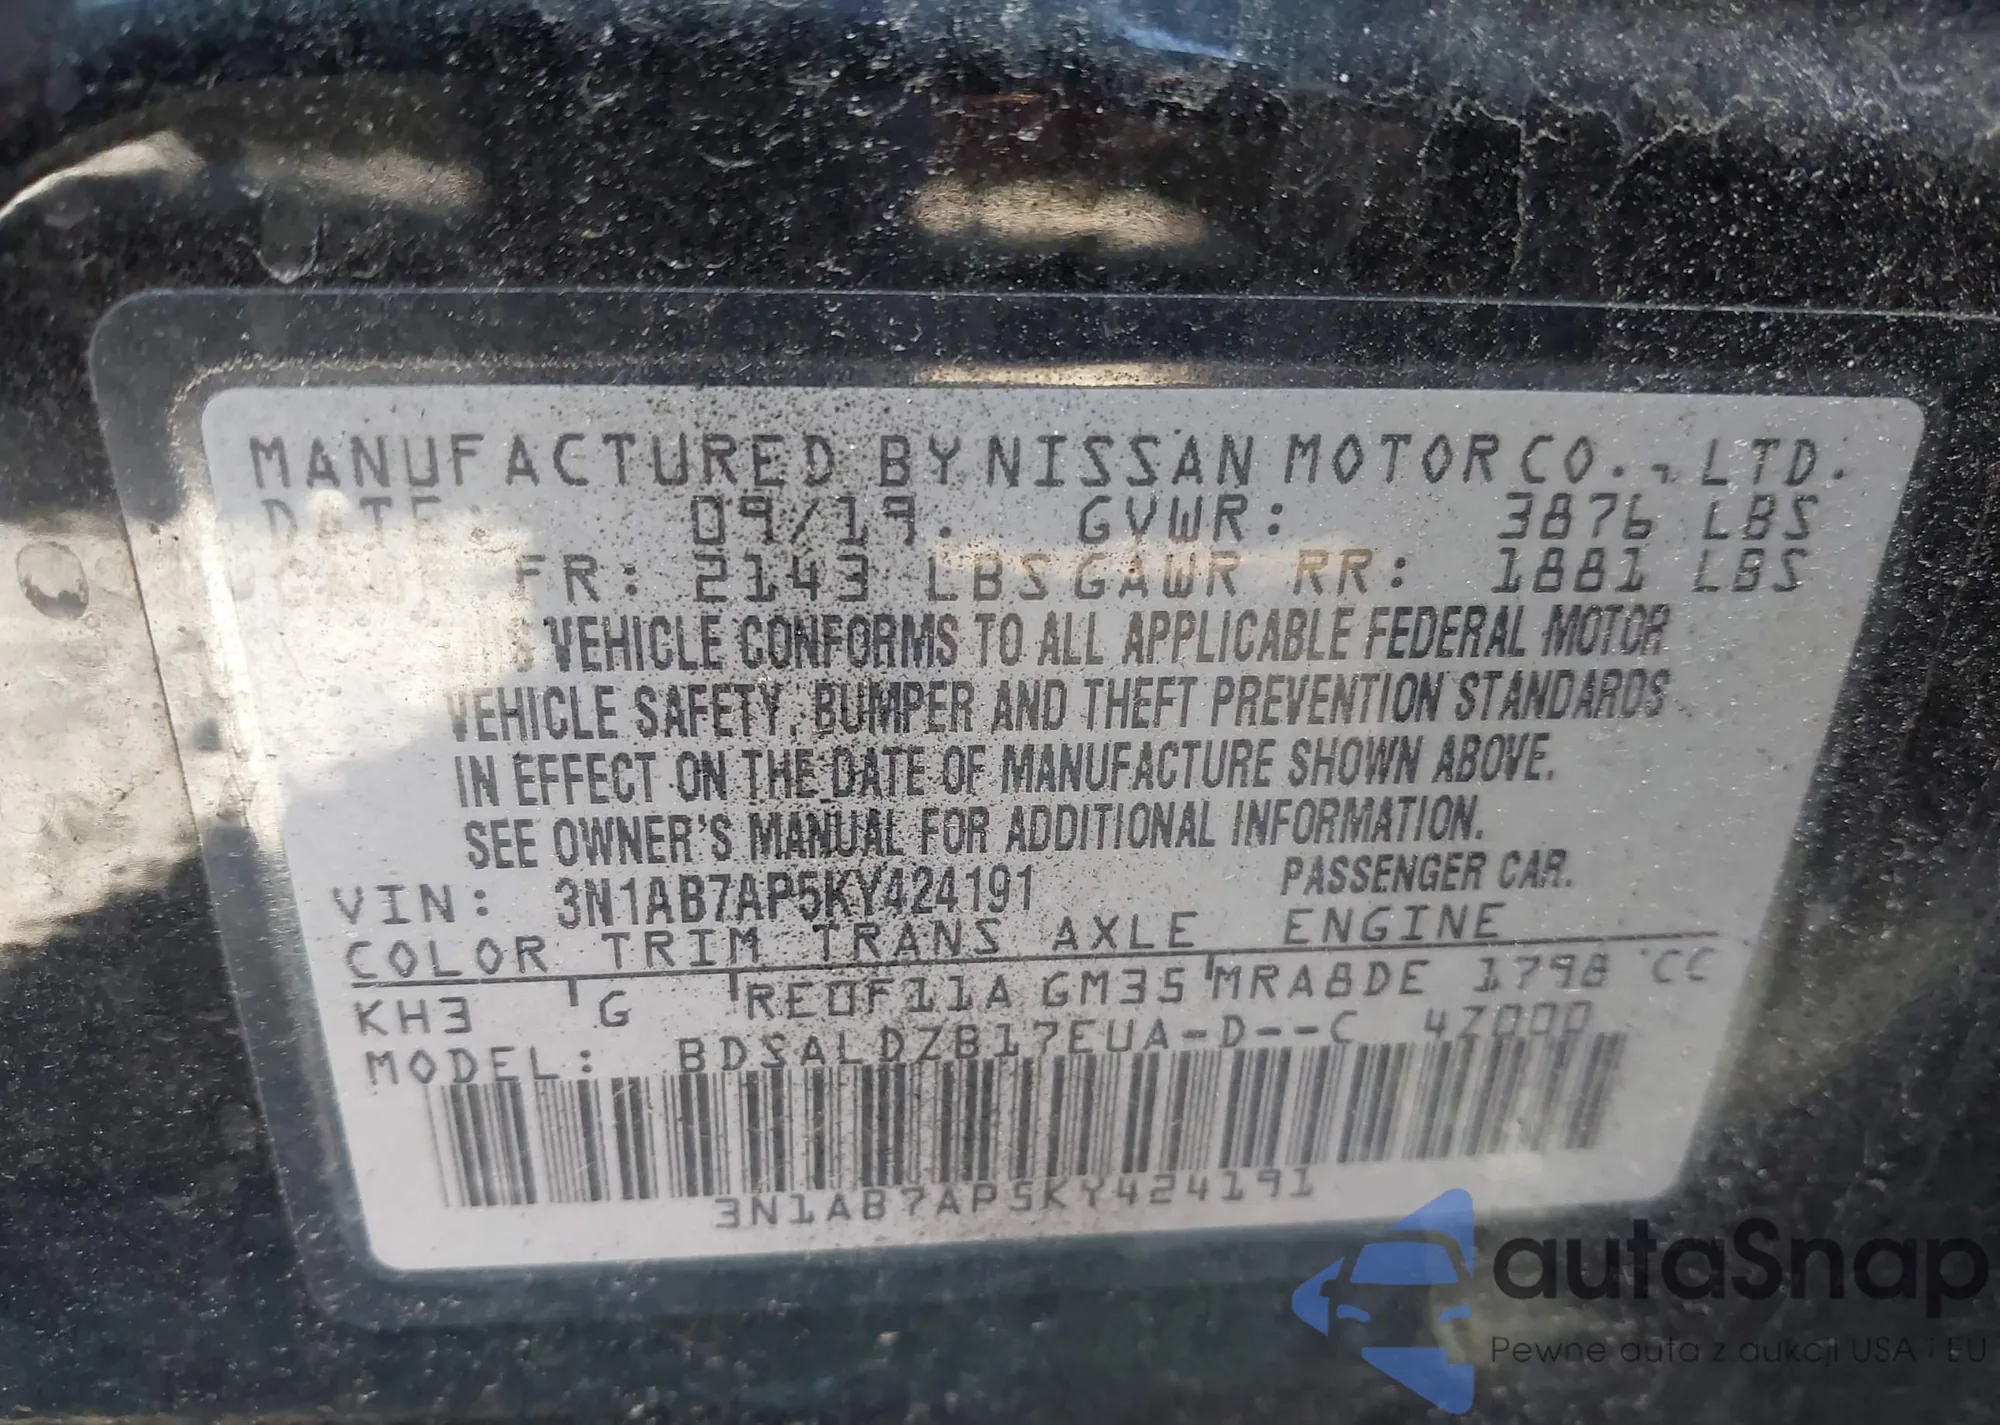 MANUFACTURED BY NISSAN MOTOR CO., LTD.
DATE: 09/19. GVWR: 3876 LBS
FR: 2143 LBS GAWR RR: 1881 LBS
THIS VEHICLE CONFORMS TO ALL APPLICABLE FEDERAL MOTOR
VEHICLE SAFETY, BUMPER AND THEFT PREVENTION STANDARDS
IN EFFECT ON THE DATE OF MANUFACTURE SHOWN ABOVE.
SEE OWNER'S MANUAL FOR ADDITIONAL INFORMATION.
VIN: 3N1AB7AP5KY424191 PASSENGER CAR.
COLOR TRIM TRANS AXLE ENGINE
KH3 G RE0F11A GM35 MRA8DE 1798 CC
MODEL: BDSALDZB17EUA-D--C 4Z000
3N1AB7AP5KY424191
autaSnap
Pewne auta z aukcji USA i EU